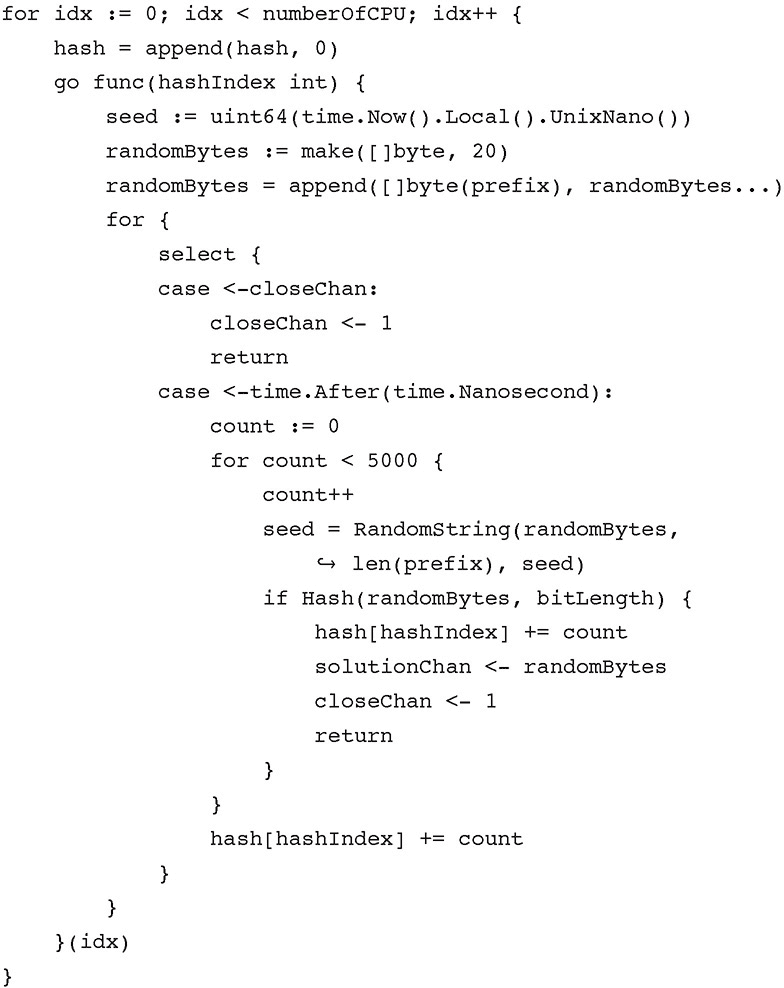 for idx := 0; idx < numberOfCPU; idx++ {
    hash = append(hash, 0)
    go func(hashIndex int) {
        seed := uint64(time.Now().Local().UnixNano())
        randomBytes := make([]byte, 20)
        randomBytes = append([]byte(prefix), randomBytes...)
        for {
            select {
            case <-closeChan:
                closeChan <- 1
                return
            case <-time.After(time.Nanosecond):
                count := 0
                for count < 5000 {
                    count++
                    seed = RandomString(randomBytes,
                        ↪ len(prefix), seed)
                    if Hash(randomBytes, bitLength) {
                        hash[hashIndex] += count
                        solutionChan <- randomBytes
                        closeChan <- 1
                        return
                    }
                }
                hash[hashIndex] += count
            }
        }
    }(idx)
}